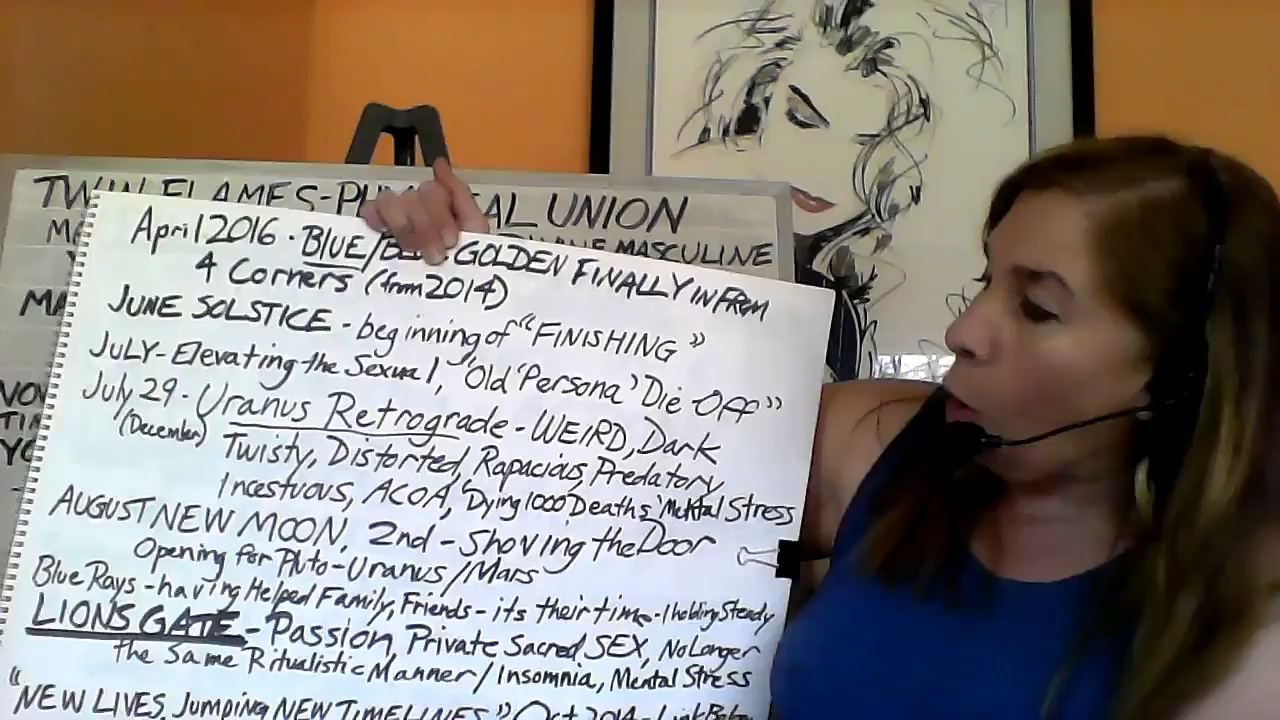 TWIN FLAMES-PH AL UNION
MASCULINE
April 2016 · BLUE/ GOLDEN FINALLY IN FRM
4 Corners (from 2014)
JUNE SOLSTICE - beginning of "FINISHING"
JULY - Elevating the Sexual, "Old 'Persona' Die-Off"
July 29 - Uranus Retrograde - WEIRD, Dark
(December) Twisty, Distorted, Rapacious, Predatory
Incestuous, ACOA, 'Dying 1000 Deaths' Mental Stress
AUGUST NEW MOON, 2nd - Shoving the Door
Opening for Pluto-Uranus/Mars
Blue Rays - having Helped Family, Friends - its their time - holding Steady
LIONS GATE - Passion, Private Sacred SEX, No Longer
the Same Ritualistic Manner/Insomnia, Mental Stress
"NEW LIVES, Jumping NEW TIMELINES" Oct 2014 - Link Below